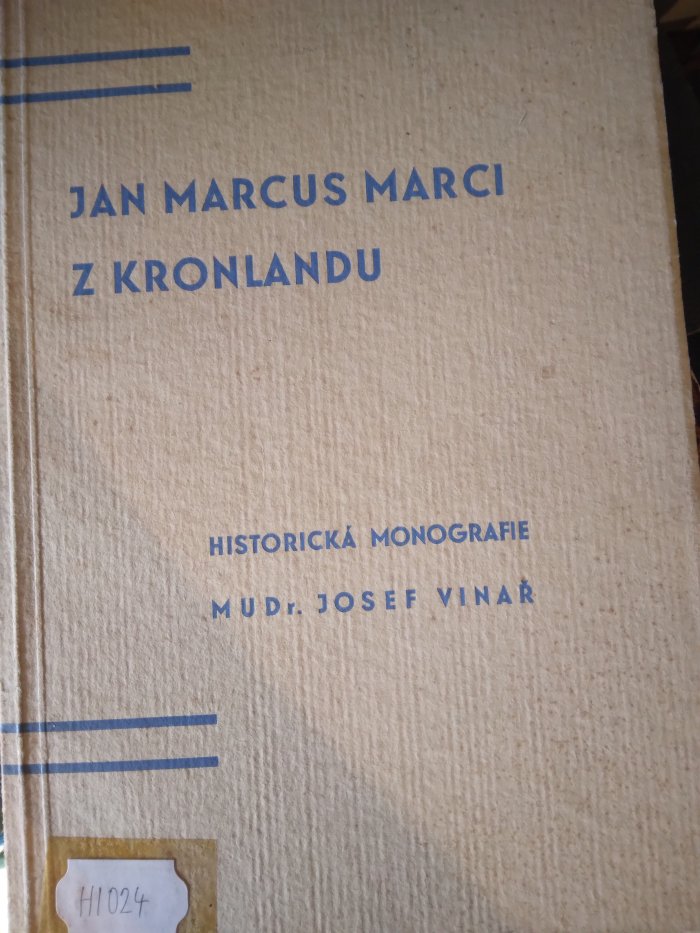 JAN MARCUS MARCI
Z KRONLANDU
HISTORICKÁ MONOGRAFIE
MUDr. JOSEF VINAŘ
H1024